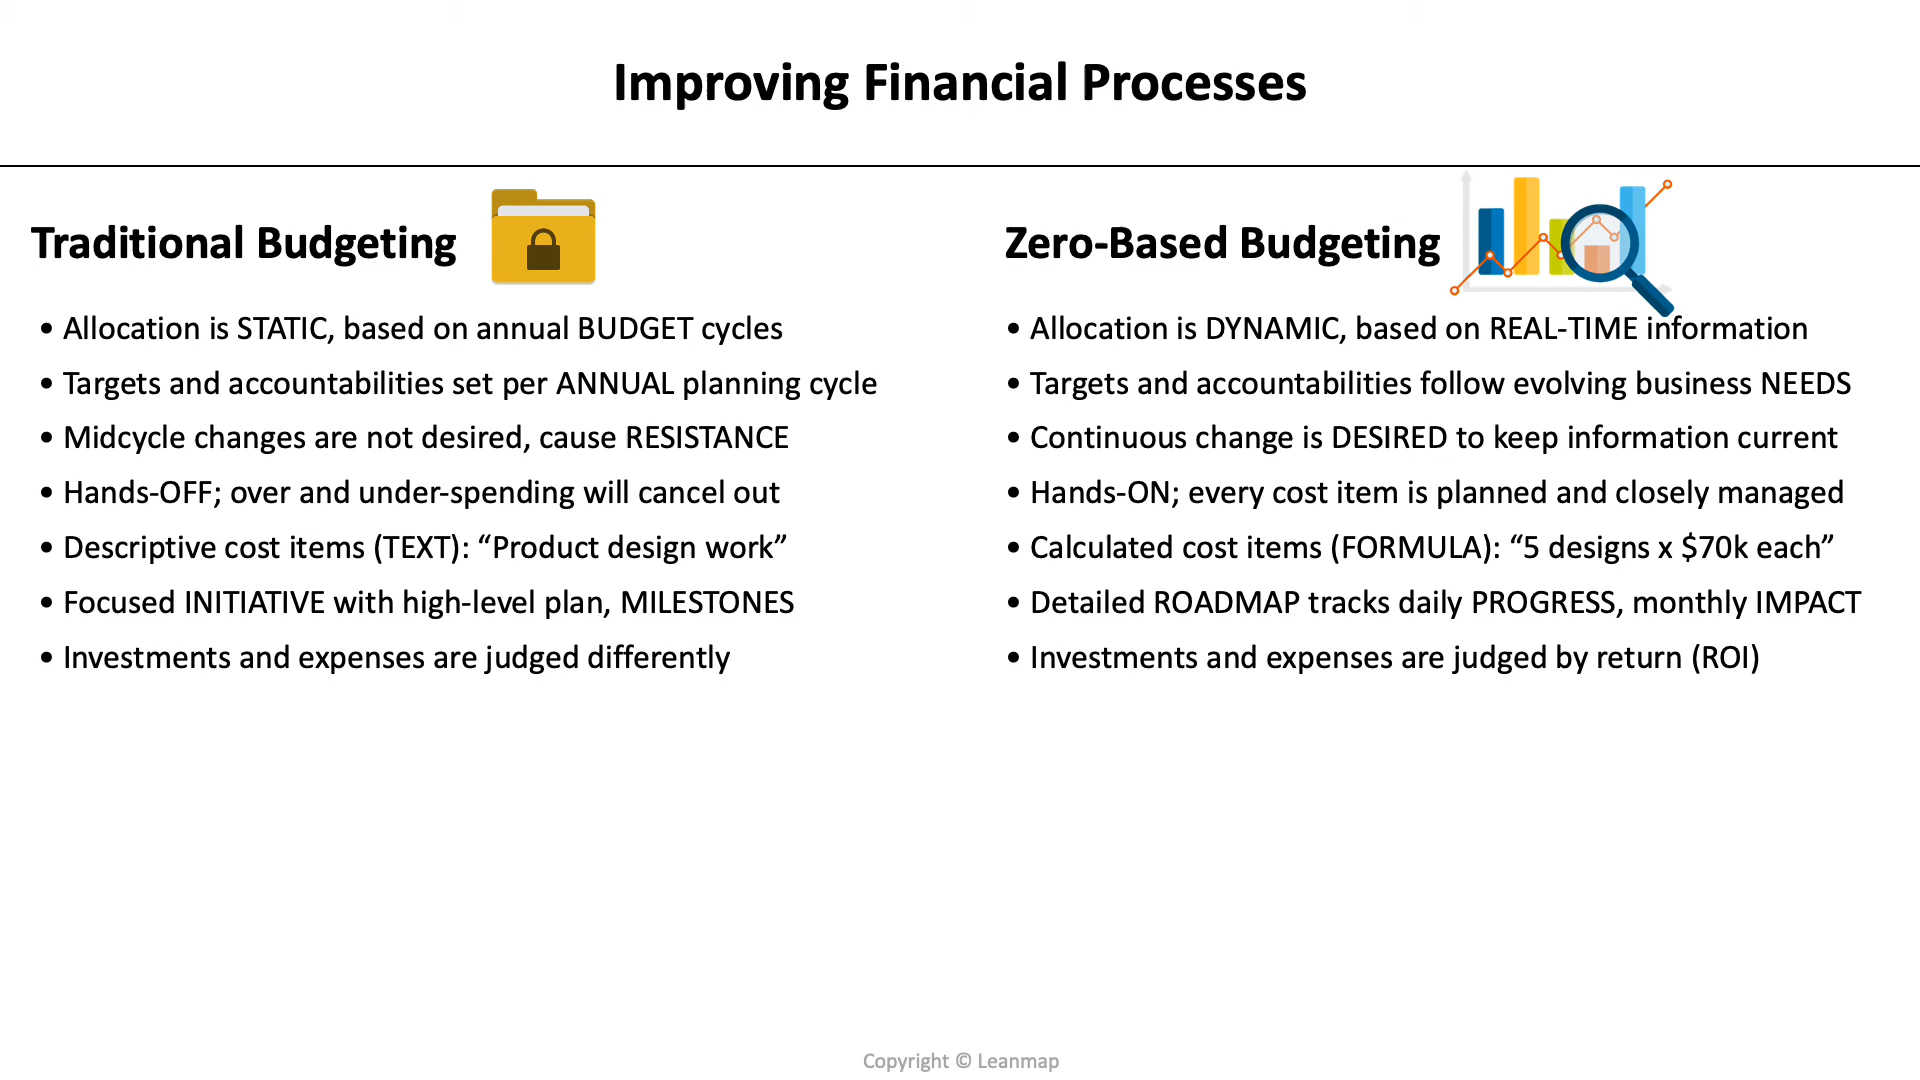 Improving Financial Processes
Traditional Budgeting
• Allocation is STATIC, based on annual BUDGET cycles
• Targets and accountabilities set per ANNUAL planning cycle
• Midcycle changes are not desired, cause RESISTANCE
• Hands-OFF; over and under-spending will cancel out
• Descriptive cost items (TEXT): “Product design work”
• Focused INITIATIVE with high-level plan, MILESTONES
• Investments and expenses are judged differently
Zero-Based Budgeting
• Allocation is DYNAMIC, based on REAL-TIME information
• Targets and accountabilities follow evolving business NEEDS
• Continuous change is DESIRED to keep information current
• Hands-ON; every cost item is planned and closely managed
• Calculated cost items (FORMULA): “5 designs x $70k each”
• Detailed ROADMAP tracks daily PROGRESS, monthly IMPACT
• Investments and expenses are judged by return (ROI)
Copyright © Leanmap